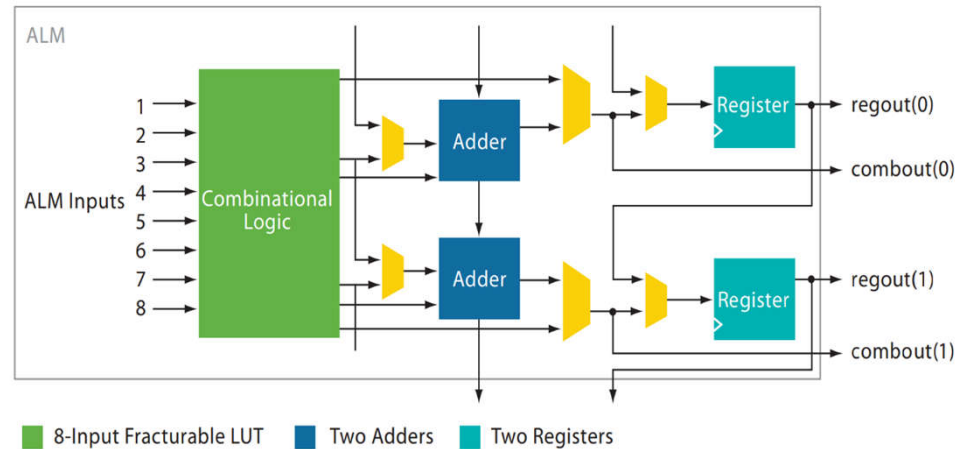 ALM
1
2
3
ALM Inputs 4
5
6
7
8
Combinational
Logic
Adder
Adder
Register
Register
regout(0)
combout(0)
regout(1)
combout(1)
8-Input Fracturable LUT
Two Adders
Two Registers